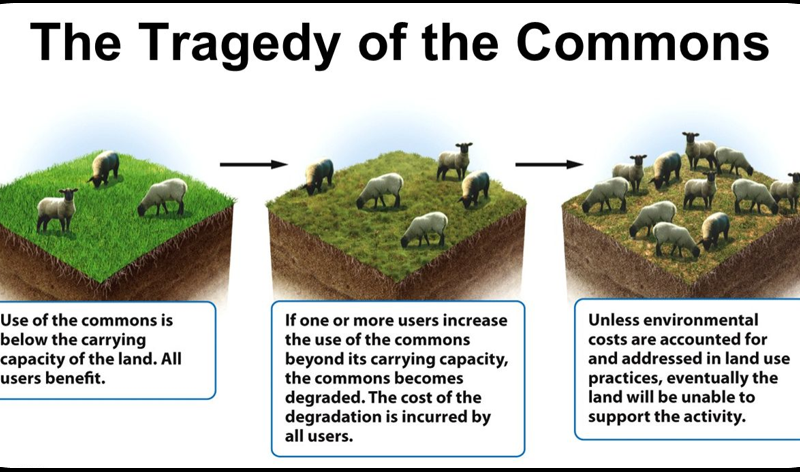 The Tragedy of the Commons
Use of the commons is
below the carrying
capacity of the land. All
users benefit.
If one or more users increase
the use of the commons
beyond its carrying capacity,
the commons becomes
degraded. The cost of the
degradation is incurred by
all users.
Unless environmental
costs are accounted for
and addressed in land use
practices, eventually the
land will be unable to
support the activity.